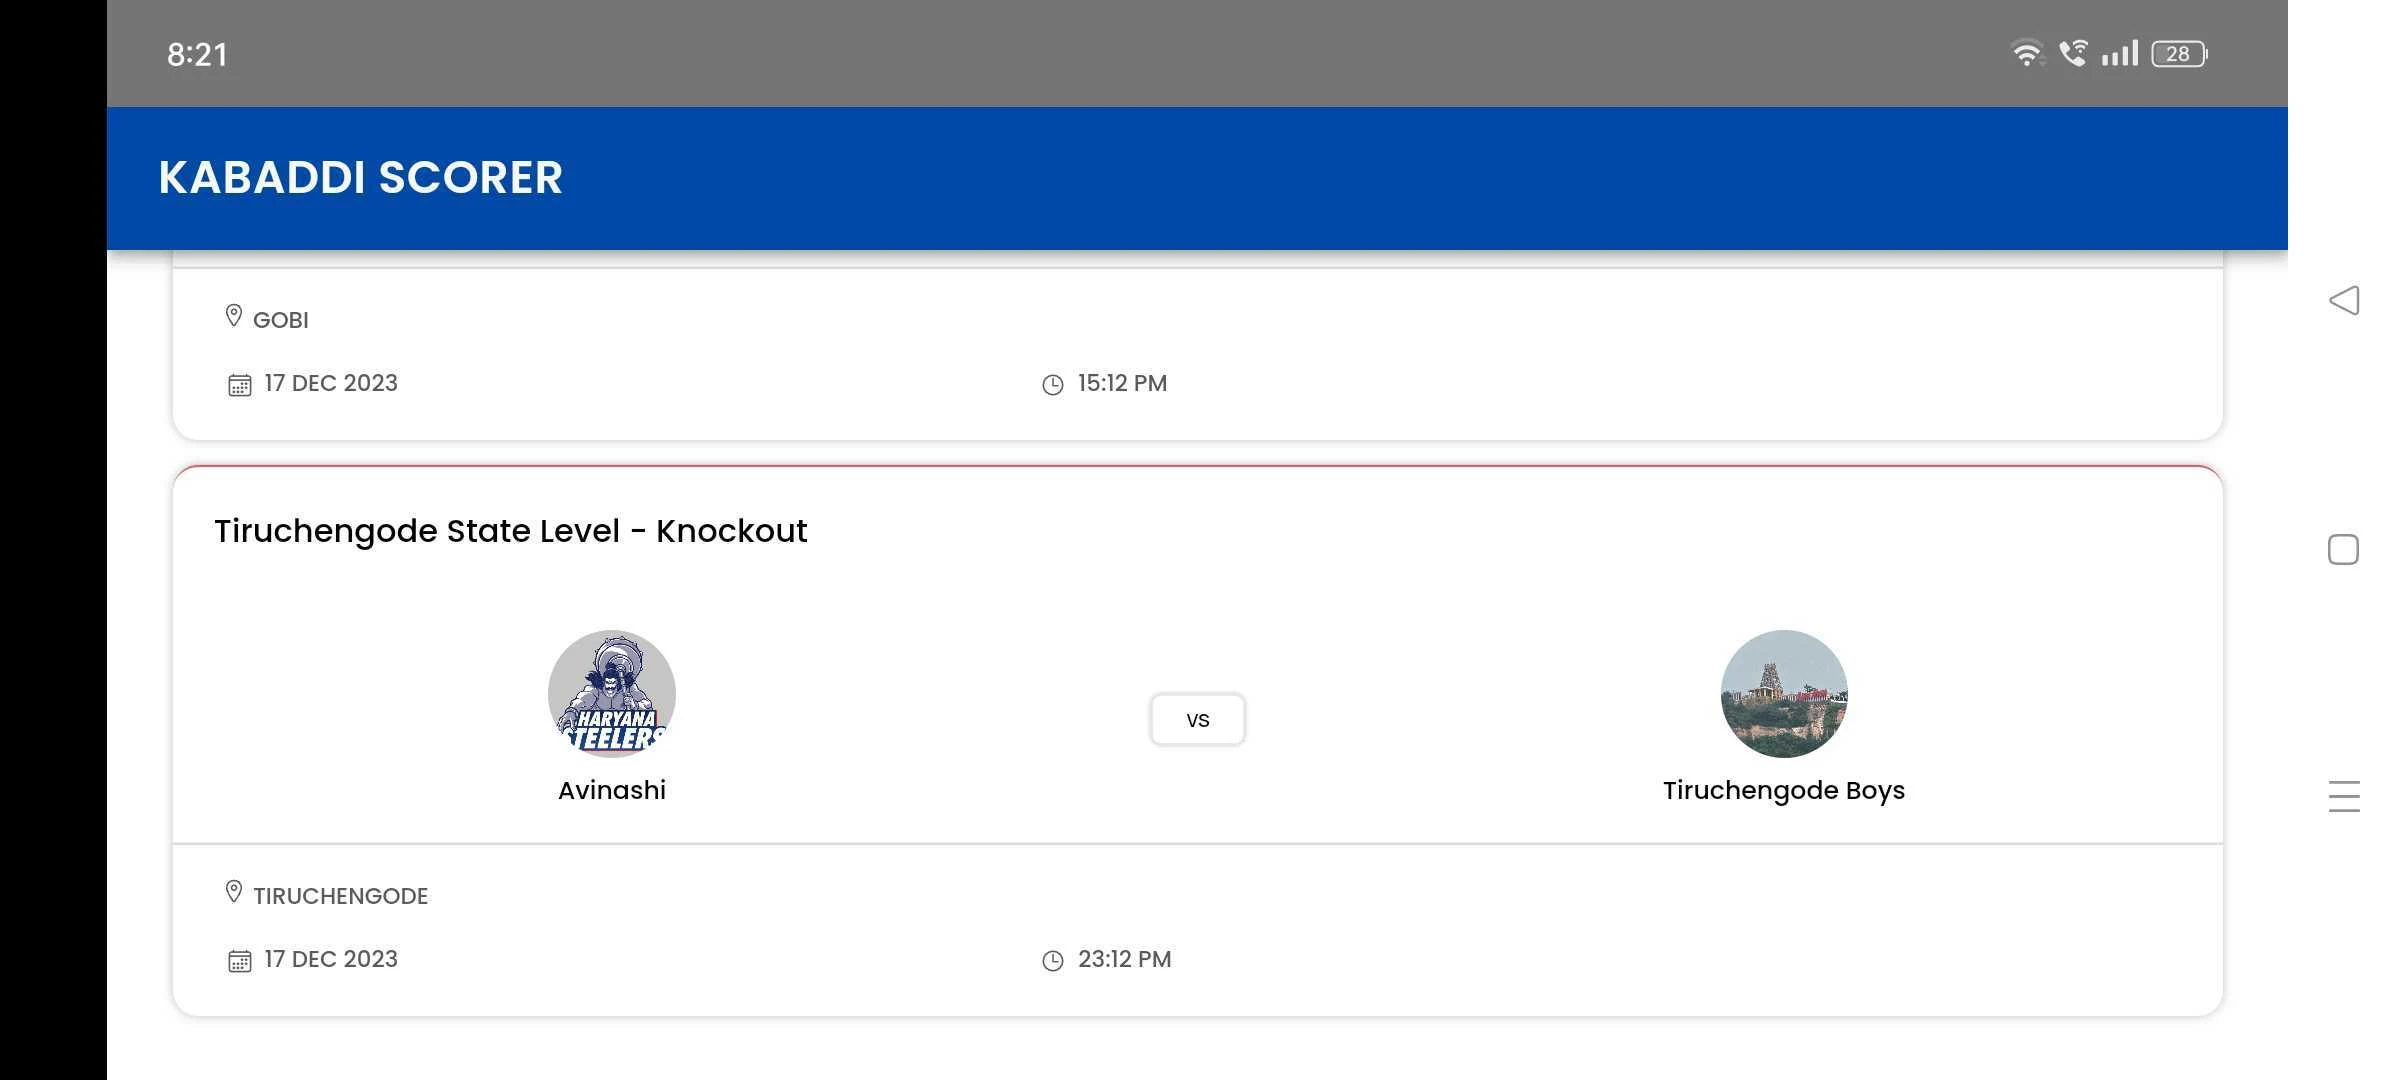 8:21
28
KABADDI SCORER
GOBI
17 DEC 2023
15:12 PM
Tiruchengode State Level - Knockout
HARYANA
STEELERS
VS
Avinashi
Tiruchengode Boys
TIRUCHENGODE
17 DEC 2023
23:12 PM